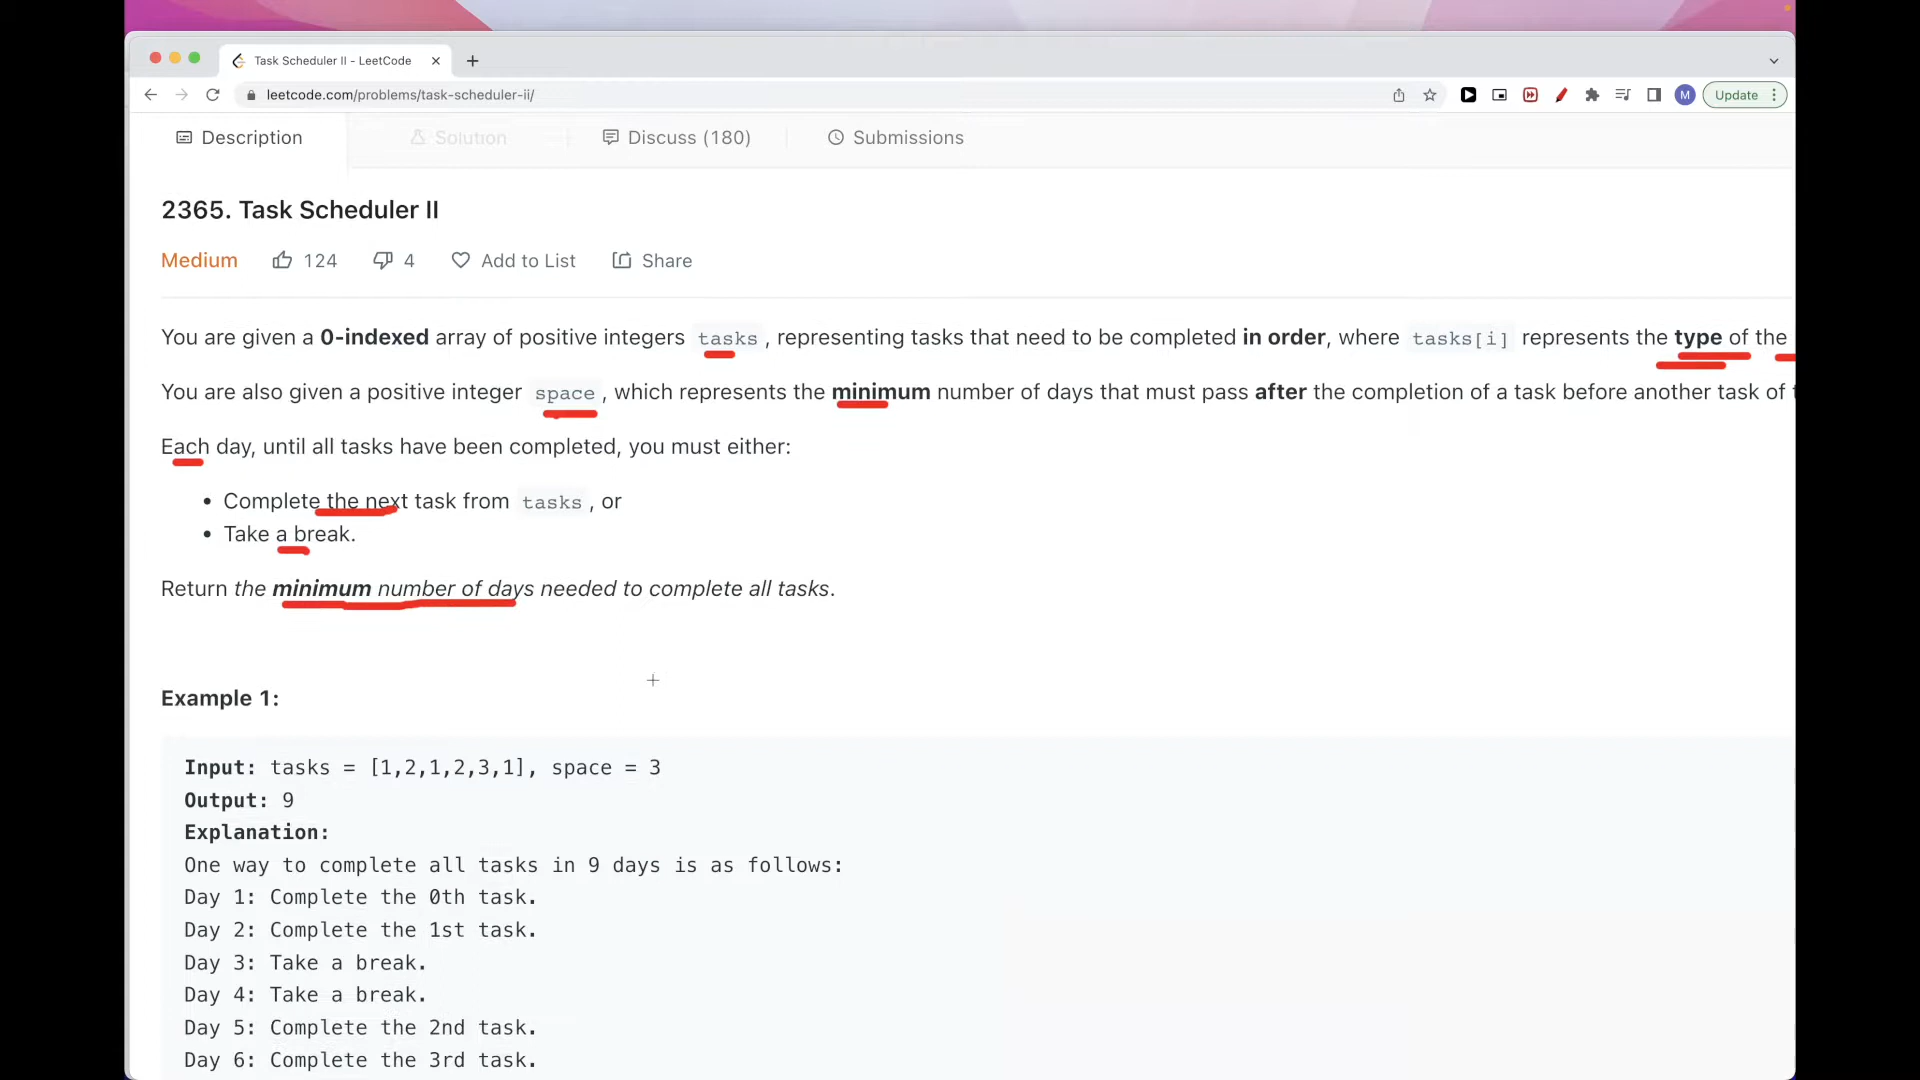 Task Scheduler II - LeetCode
leetcode.com/problems/task-scheduler-ii/
M
Update
Description
Solution
Discuss (180)
Submissions
2365. Task Scheduler II
Medium
124
4
Add to List
Share
You are given a 0-indexed array of positive integers tasks , representing tasks that need to be completed in order, where tasks[i] represents the type of the
You are also given a positive integer space , which represents the minimum number of days that must pass after the completion of a task before another task of
Each day, until all tasks have been completed, you must either:
• Complete the next task from tasks , or
• Take a break.
Return the minimum number of days needed to complete all tasks.
Example 1:
Input: tasks = [1,2,1,2,3,1], space = 3
Output: 9
Explanation:
One way to complete all tasks in 9 days is as follows:
Day 1: Complete the 0th task.
Day 2: Complete the 1st task.
Day 3: Take a break.
Day 4: Take a break.
Day 5: Complete the 2nd task.
Day 6: Complete the 3rd task.